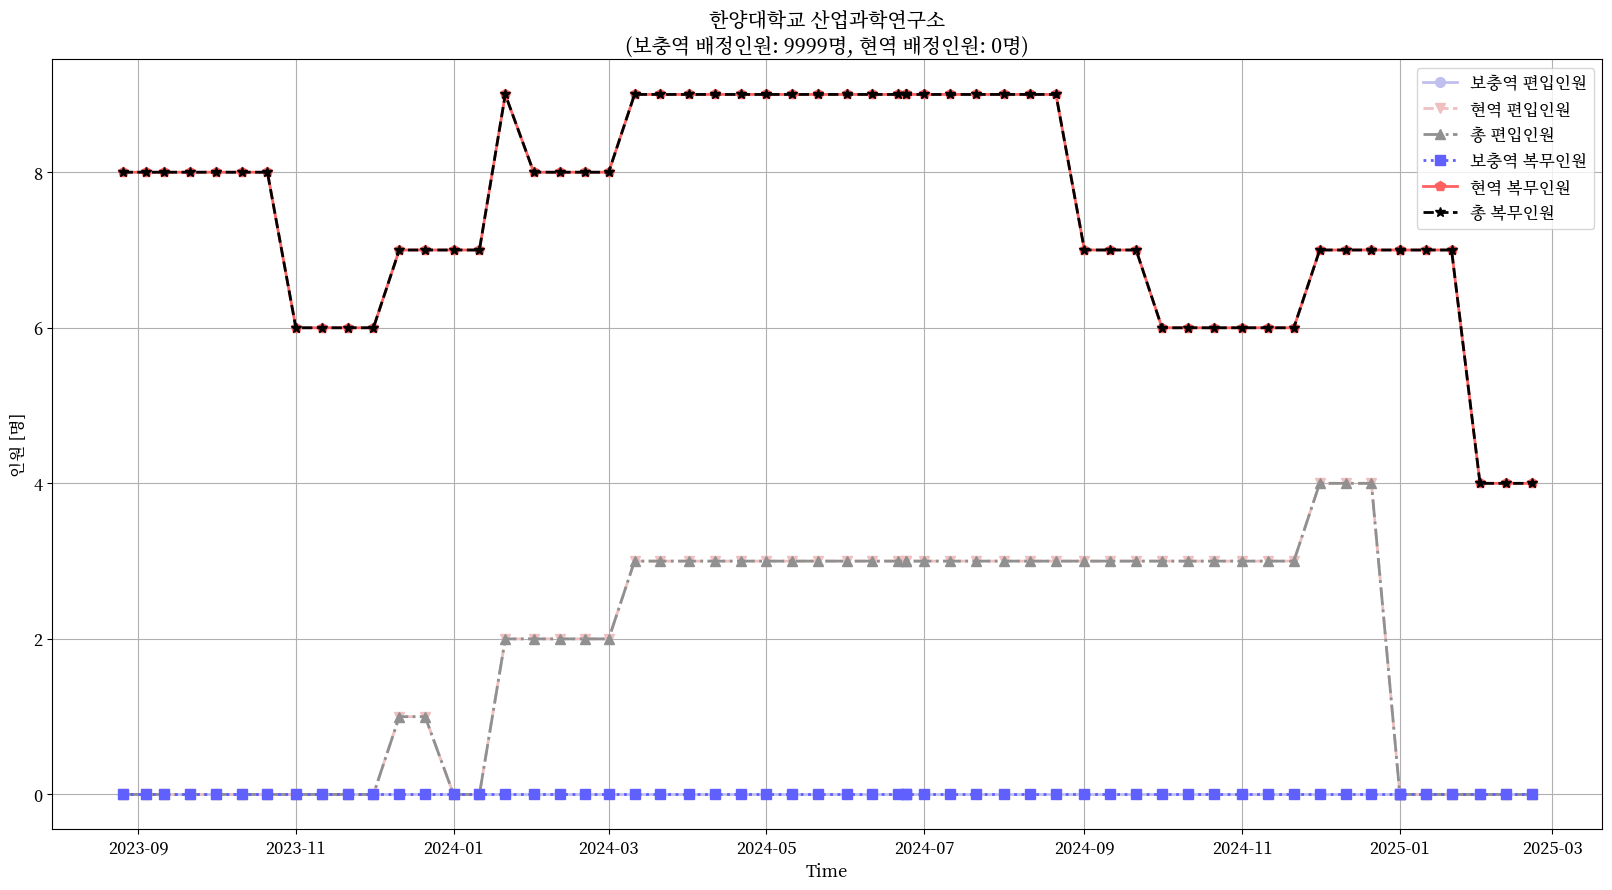 한양대학교 산업과학연구소
(보충역 배정인원: 9999명, 현역 배정인원: 0명)
보충역 편입인원
현역 편입인원
총 편입인원
보충역 복무인원
현역 복무인원
총 복무인원
인원 [명]
8
6
4
2
0
2023-09
2023-11
2024-01
2024-03
2024-05
2024-07
2024-09
2024-11
2025-01
2025-03
Time